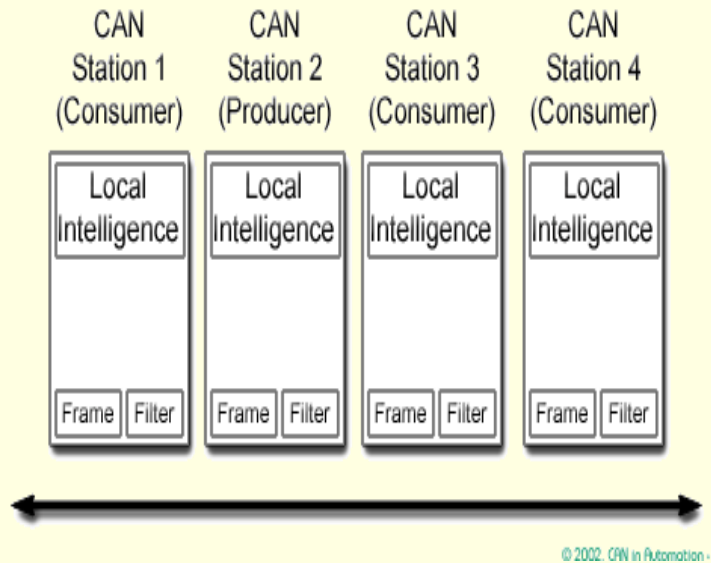 CAN
Station 1
(Consumer)
CAN
Station 2
(Producer)
CAN
Station 3
(Consumer)
CAN
Station 4
(Consumer)
Local
Intelligence
Local
Intelligence
Local
Intelligence
Local
Intelligence
Frame Filter
Frame Filter
Frame Filter
Frame Filter
© 2002, CAN in Automation -